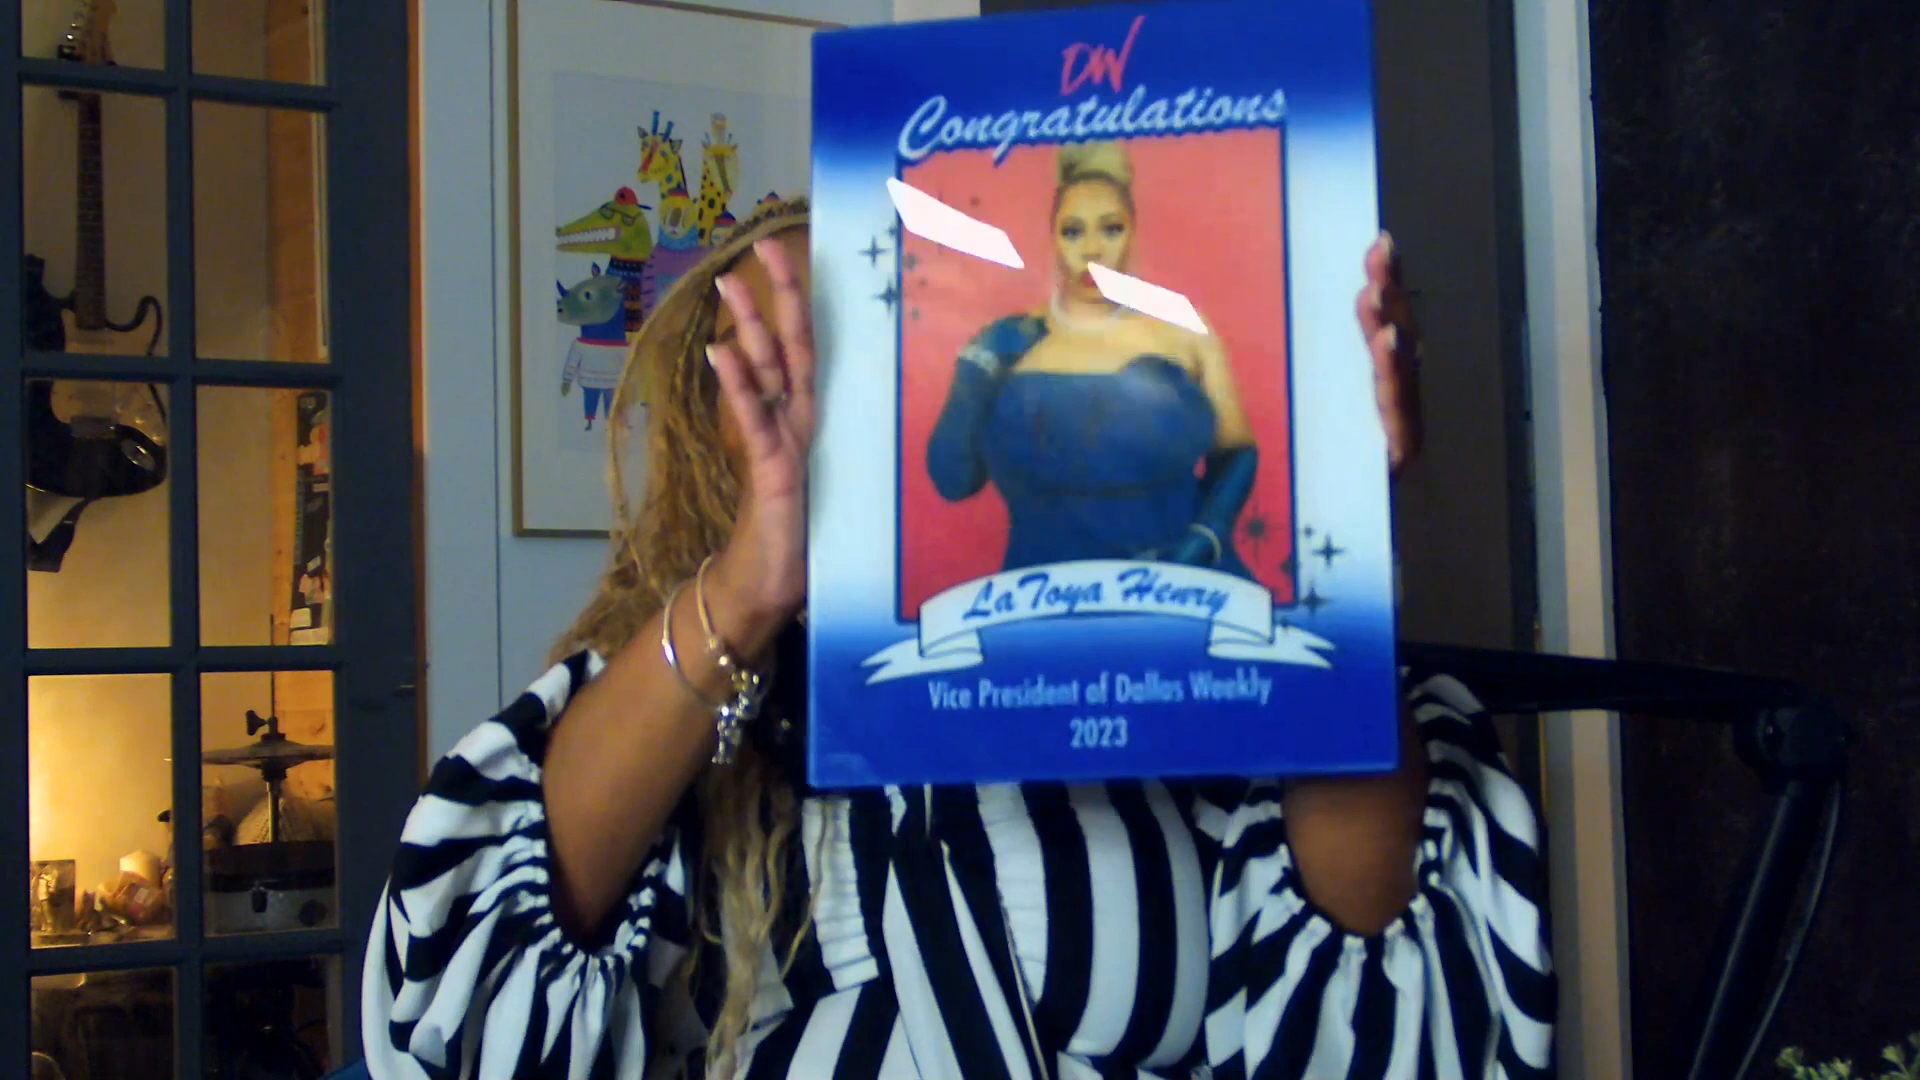 DW
Congratulations
LaToya Henry
Vice President of Dallas Weekly
2023